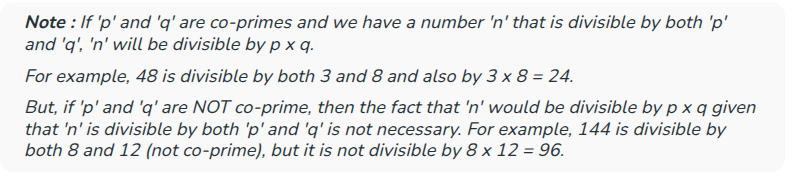 Note : If 'p' and 'q' are co-primes and we have a number 'n' that is divisible by both 'p'
and 'q', 'n' will be divisible by p x q.
For example, 48 is divisible by both 3 and 8 and also by 3 x 8 = 24.
But, if 'p' and 'q' are NOT co-prime, then the fact that 'n' would be divisible by p x q given
that 'n' is divisible by both 'p' and 'q' is not necessary. For example, 144 is divisible by
both 8 and 12 (not co-prime), but it is not divisible by 8 x 12 = 96.